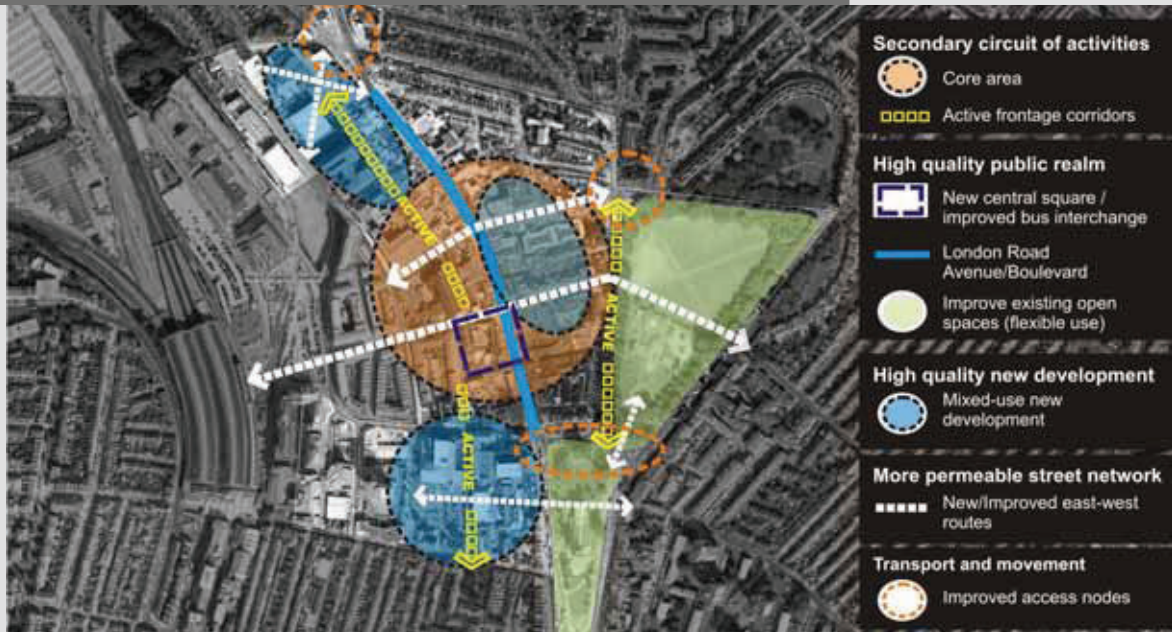 ACTIVE
ACTIVE
ACTIVE
Secondary circuit of activities
Core area
Active frontage corridors
High quality public realm
New central square /
improved bus interchange
London Road
Avenue/Boulevard
Improve existing open
spaces (flexible use)
High quality new development
Mixed-use new
development
More permeable street network
New/Improved east-west
routes
Transport and movement
Improved access nodes